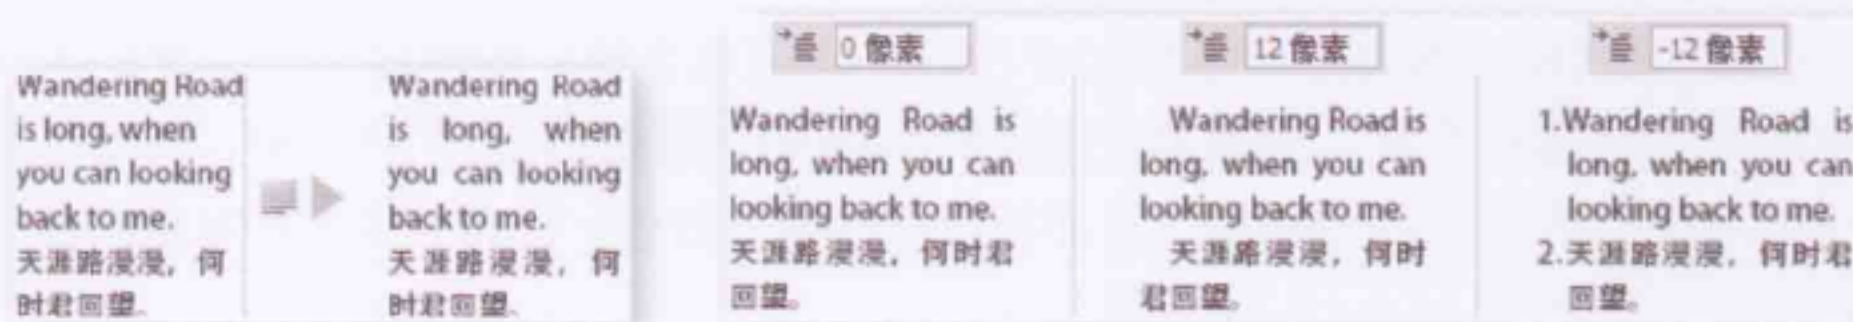 Wandering Road
is long, when
you can looking
back to me.
天涯路漫漫，何
时君回望.
Wandering Road
is long, when
you can looking
back to me.
天涯路漫漫，何
时君回望.
0 像素
Wandering Road is
long, when you can
looking back to me.
天涯路漫漫，何时君
回望。
12 像素
Wandering Road is
long, when you can
looking back to me.
天涯路漫漫，何时
君回望。
-12 像素
1.Wandering Road is
long, when you can
looking back to me.
2.天涯路漫漫，何时君
回望。